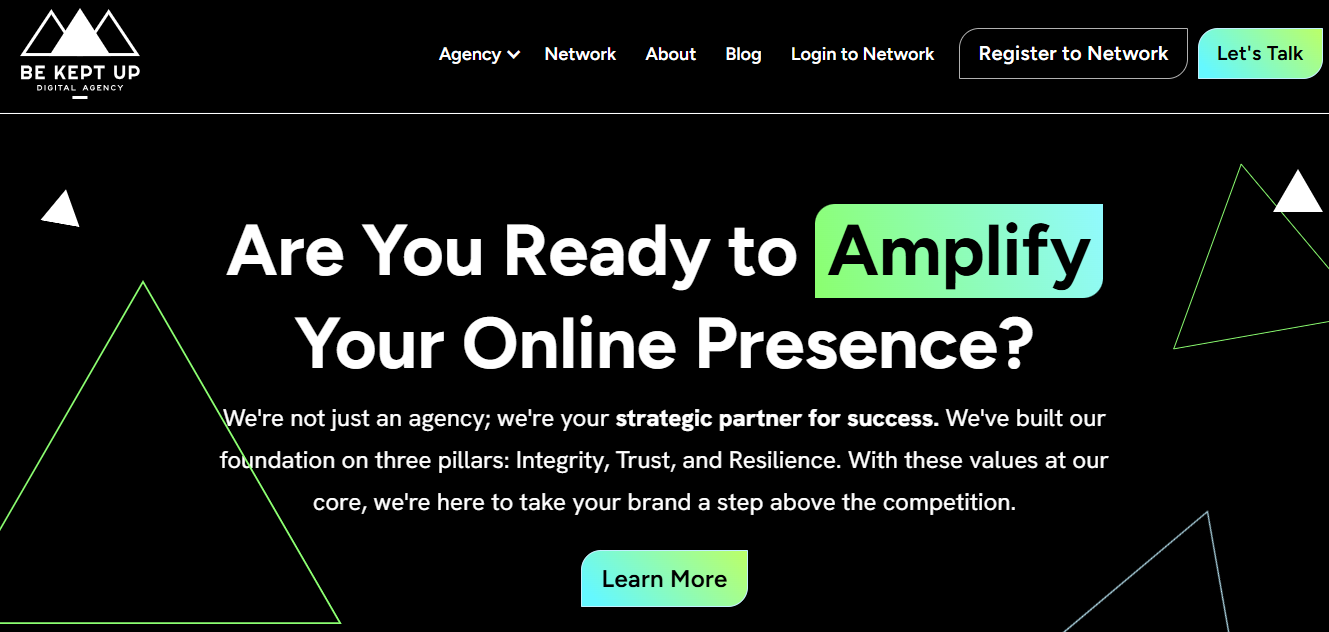 BE KEPT UP
DIGITAL AGENCY
Agency Network About Blog Login to Network Register to Network Let's Talk
Are You Ready to Amplify
Your Online Presence?
We're not just an agency; we're your strategic partner for success. We've built our
foundation on three pillars: Integrity, Trust, and Resilience. With these values at our
core, we're here to take your brand a step above the competition.
Learn More